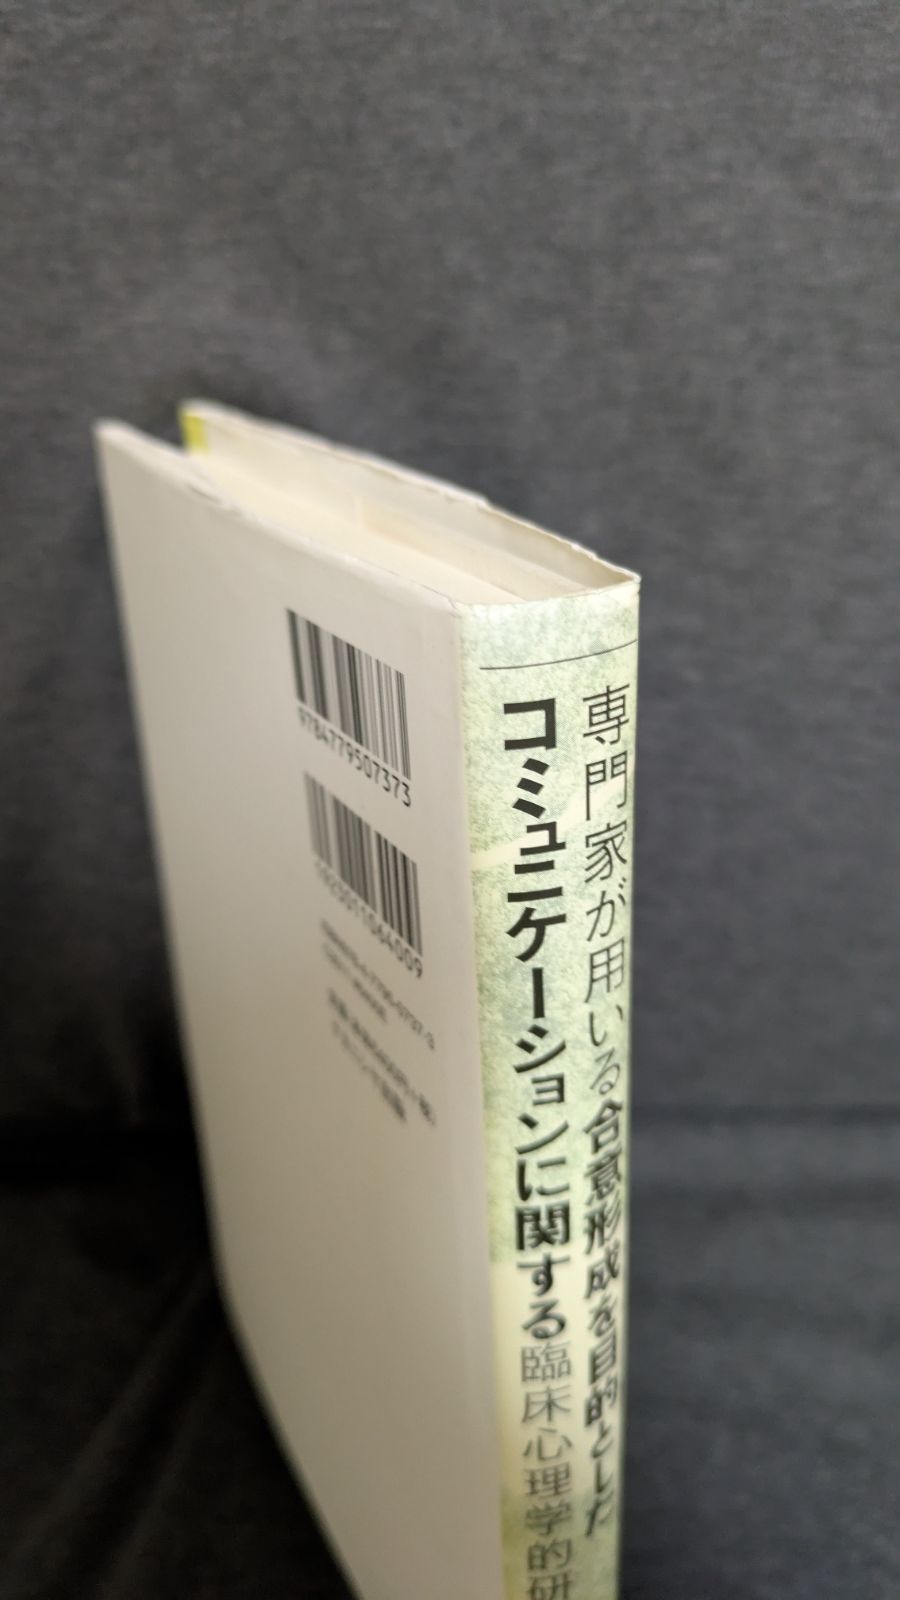 専門家が用いる合意形成を目的とした
コミュニケーションに関する臨床心理学的研
9784779507373
1923011064009